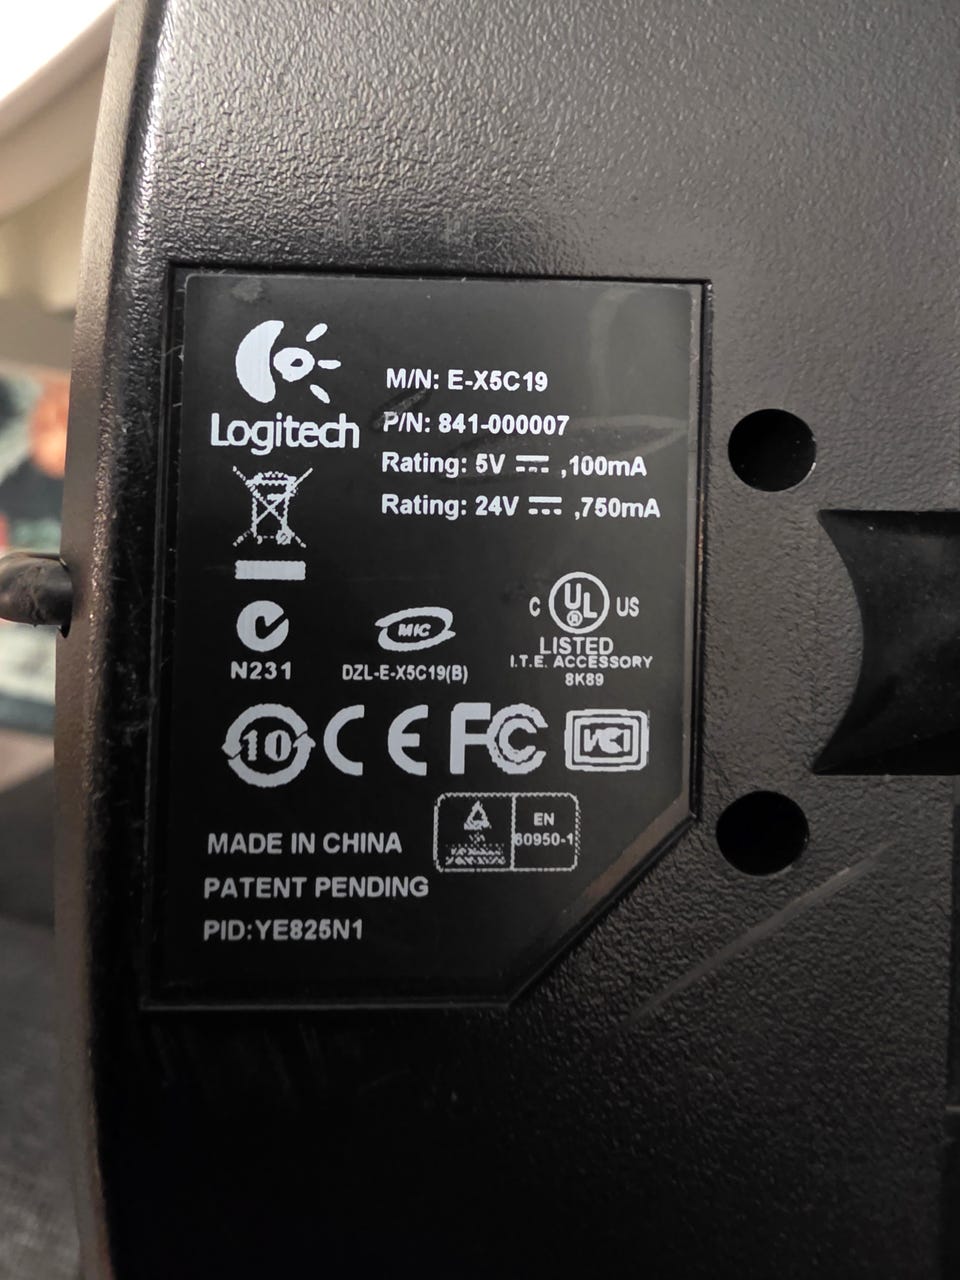 Logitech
M/N: E-X5C19
P/N: 841-000007
Rating: 5V ⎓ ,100mA
Rating: 24V ⎓ ,750mA
N231
MIC
DZL-E-X5C19(B)
C UL US
®
LISTED
I.T.E. ACCESSORY
8K89
10
CE FC VCI
EN
60950-1
MADE IN CHINA
PATENT PENDING
PID:YE825N1